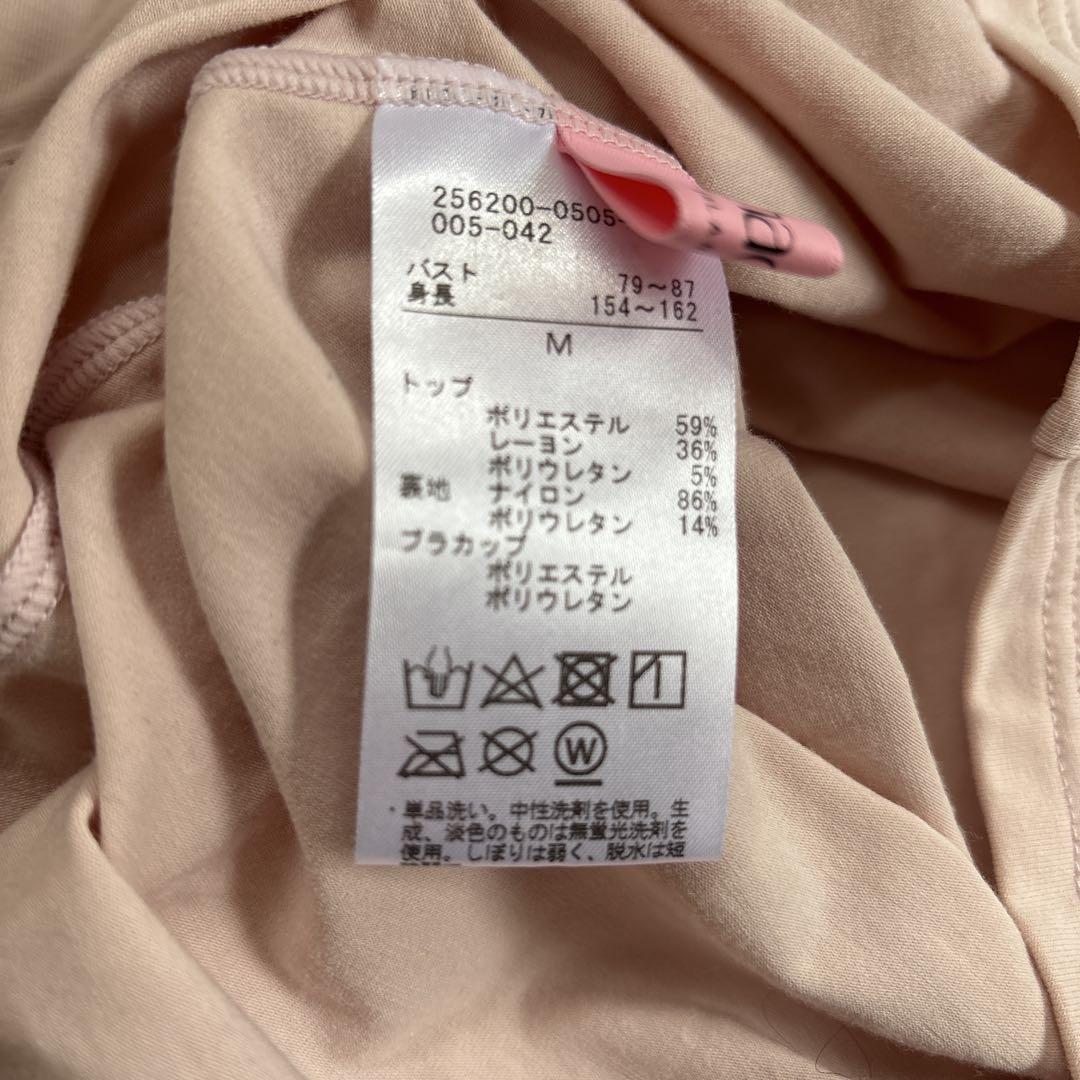 256200-0505-
005-042
バスト 79～87
身長 154～162
M
トップ
ポリエステル 59%
レーヨン 36%
ポリウレタン 5%
裏地 ナイロン 86%
ポリウレタン 14%
ブラカップ
ポリエステル
ポリウレタン
W
・単品洗い。中性洗剤を使用。生
成、淡色のものは無蛍光洗剤を
使用。しぼりは弱く、脱水は短